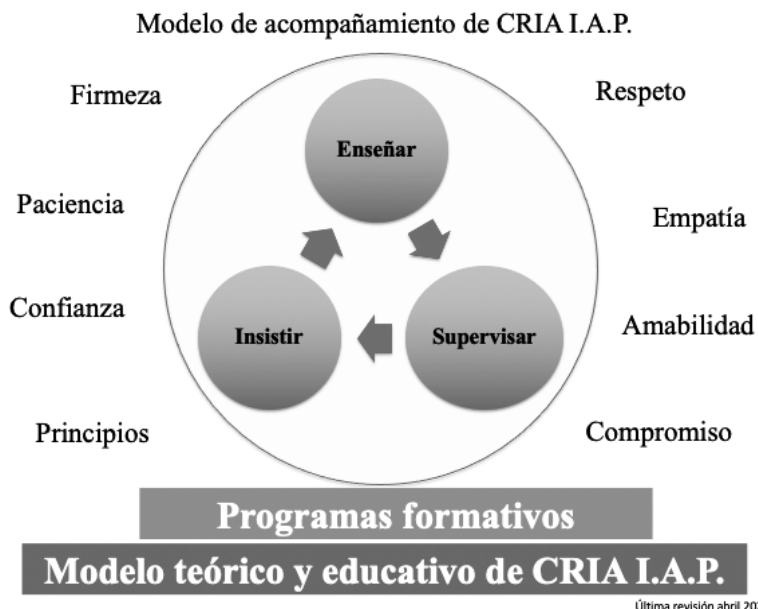 Modelo de acompañamiento de CRIA I.A.P.
Firmeza
Respeto
Enseñar
Paciencia
Empatía
Confianza
Insistir
Supervisar
Amabilidad
Principios
Compromiso
Programas formativos
Modelo teórico y educativo de CRIA I.A.P.
Última revisión abril